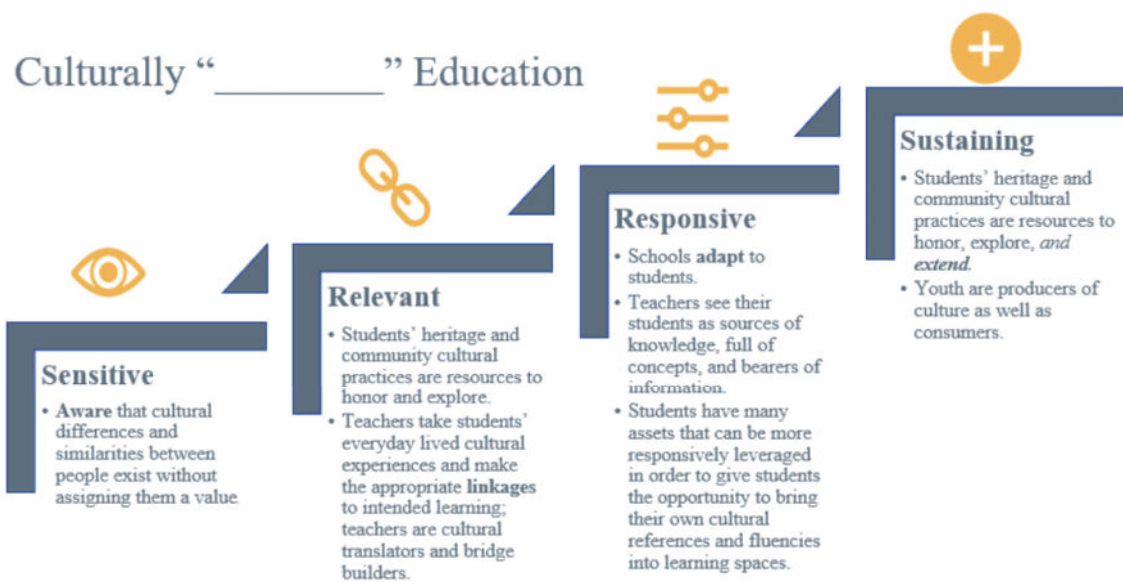 Culturally “_________” Education
Sensitive
• Aware that cultural
differences and
similarities between
people exist without
assigning them a value
Relevant
• Students’ heritage and
community cultural
practices are resources to
honor and explore.
• Teachers take students’
everyday lived cultural
experiences and make
the appropriate linkages
to intended learning;
teachers are cultural
translators and bridge
builders.
Responsive
• Schools adapt to
students.
• Teachers see their
students as sources of
knowledge, full of
concepts, and bearers of
information.
• Students have many
assets that can be more
responsively leveraged
in order to give students
the opportunity to bring
their own cultural
references and fluencies
into learning spaces.
Sustaining
• Students’ heritage and
community cultural
practices are resources to
honor, explore, and
extend.
• Youth are producers of
culture as well as
consumers.